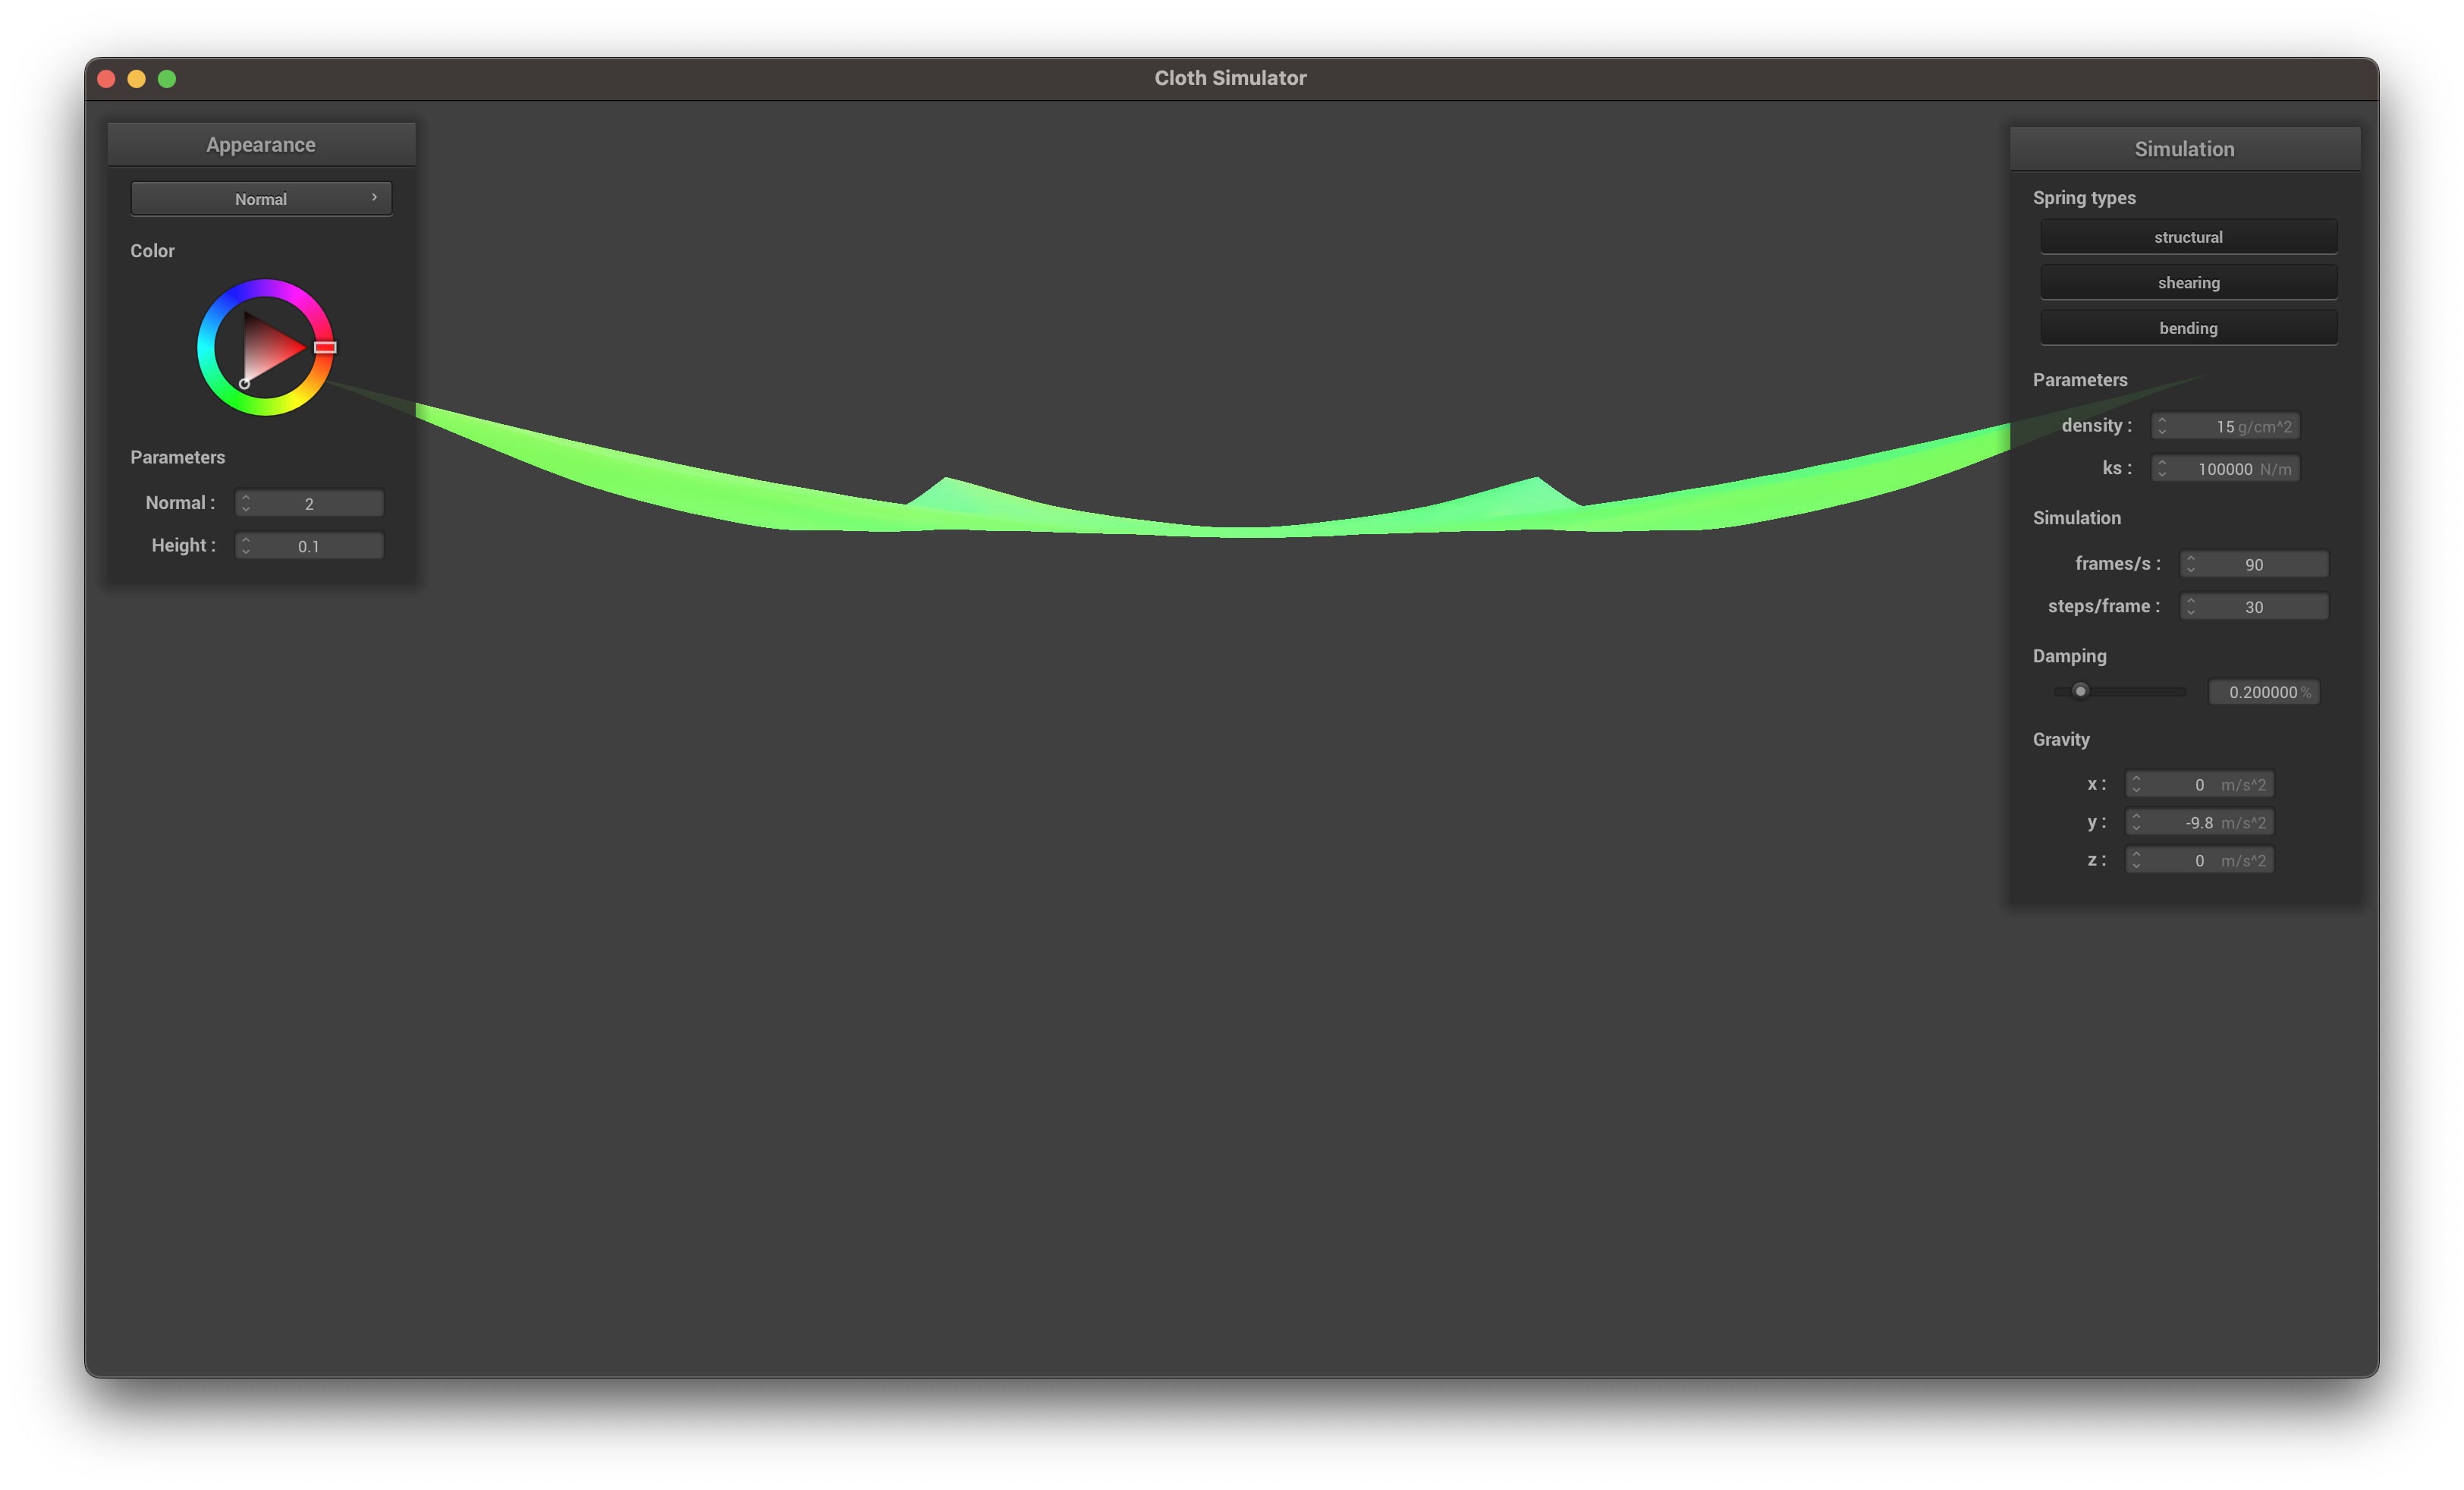 Cloth Simulator
Appearance
Normal
Color
Parameters
Normal : 2
Height : 0.1
Simulation
Spring types
structural
shearing
bending
Parameters
density : 15 g/cm^2
ks : 100000 N/m
Simulation
frames/s : 90
steps/frame : 30
Damping
0.200000 %
Gravity
x : 0 m/s^2
y : -9.8 m/s^2
z : 0 m/s^2